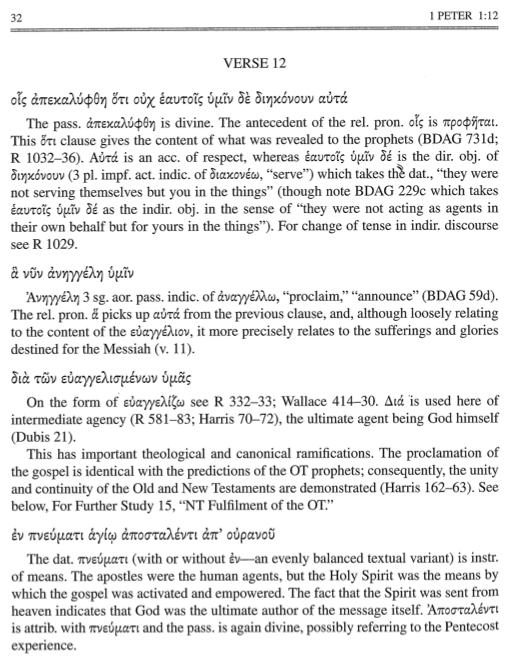 32
1 PETER 1:12
VERSE 12
οἷς ἀπεκαλύφθη ὅτι οὐχ ἑαυτοῖς ὑμῖν δὲ διηκόνουν αὐτά
The pass. ἀπεκαλύφθη is divine. The antecedent of the rel. pron. οἷς is προφῆται.
This ὅτι clause gives the content of what was revealed to the prophets (BDAG 731d;
R 1032–36). Αὐτά is an acc. of respect, whereas ἑαυτοῖς ὑμῖν δέ is the dir. obj. of
διηκόνουν (3 pl. impf. act. indic. of διακονέω, “serve”) which takes the dat., “they were
not serving themselves but you in the things” (though note BDAG 229c which takes
ἑαυτοῖς ὑμῖν δέ as the indir. obj. in the sense of “they were not acting as agents in
their own behalf but for yours in the things”). For change of tense in indir. discourse
see R 1029.
ἃ νῦν ἀνηγγέλη ὑμῖν
Ἀνηγγέλη 3 sg. aor. pass. indic. of ἀναγγέλλω, “proclaim,” “announce” (BDAG 59d).
The rel. pron. ἅ picks up αὐτά from the previous clause, and, although loosely relating
to the content of the εὐαγγέλιον, it more precisely relates to the sufferings and glories
destined for the Messiah (v. 11).
διὰ τῶν εὐαγγελισμένων ὑμᾶς
On the form of εὐαγγελίζω see R 332–33; Wallace 414–30. Διά is used here of
intermediate agency (R 581–83; Harris 70–72), the ultimate agent being God himself
(Dubis 21).
This has important theological and canonical ramifications. The proclamation of
the gospel is identical with the predictions of the OT prophets; consequently, the unity
and continuity of the Old and New Testaments are demonstrated (Harris 162–63). See
below, For Further Study 15, “NT Fulfilment of the OT.”
ἐν πνεύματι ἁγίῳ ἀποσταλέντι ἀπ’ οὐρανοῦ
The dat. πνεύματι (with or without ἐν—an evenly balanced textual variant) is instr.
of means. The apostles were the human agents, but the Holy Spirit was the means by
which the gospel was activated and empowered. The fact that the Spirit was sent from
heaven indicates that God was the ultimate author of the message itself. Ἀποσταλέντι
is attrib. with πνεύματι and the pass. is again divine, possibly referring to the Pentecost
experience.